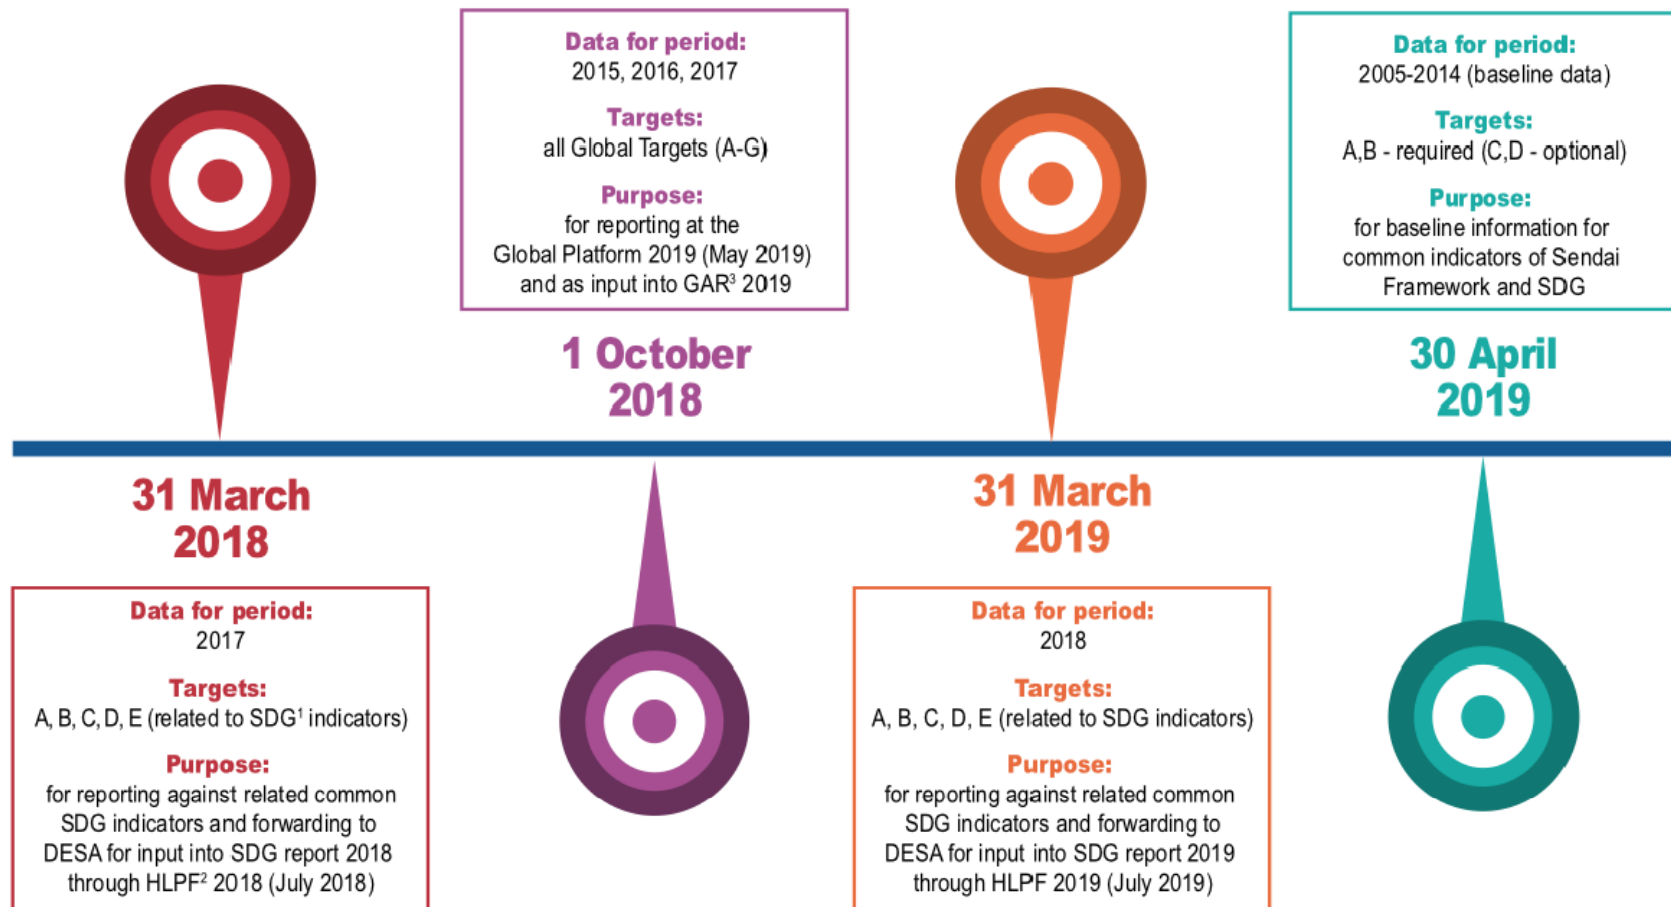 31 March
2018
Data for period:
2017
Targets:
A, B, C, D, E (related to SDG¹ indicators)
Purpose:
for reporting against related common
SDG indicators and forwarding to
DESA for input into SDG report 2018
through HLPF² 2018 (July 2018)
Data for period:
2015, 2016, 2017
Targets:
all Global Targets (A-G)
Purpose:
for reporting at the
Global Platform 2019 (May 2019)
and as input into GAR³ 2019
1 October
2018
31 March
2019
Data for period:
2018
Targets:
A, B, C, D, E (related to SDG indicators)
Purpose:
for reporting against related common
SDG indicators and forwarding to
DESA for input into SDG report 2019
through HLPF 2019 (July 2019)
Data for period:
2005-2014 (baseline data)
Targets:
A,B - required (C,D - optional)
Purpose:
for baseline information for
common indicators of Sendai
Framework and SDG
30 April
2019